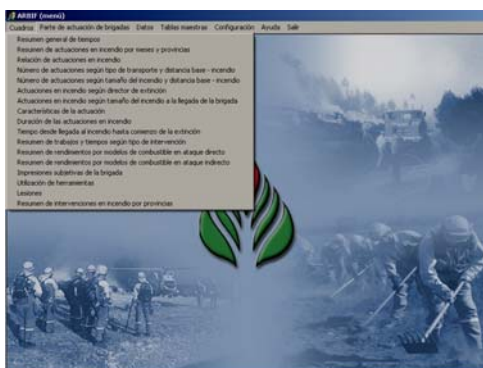 ARBIF (menú)
Cuadros Parte de actuación de brigadas Datos Tablas maestras Configuración Ayuda Salir
Resumen general de tiempos
Resumen de actuaciones en incendio por meses y provincias
Relación de actuaciones en incendio
Número de actuaciones según tipo de transporte y distancia base - incendio
Número de actuaciones según tamaño del incendio y distancia base - incendio
Actuaciones en incendio según director de extinción
Actuaciones en incendio según tamaño del incendio a la llegada de la brigada
Características de la actuación
Duración de las actuaciones en incendio
Tiempo desde llegada al incendio hasta comienzo de la extinción
Resumen de trabajos y tiempos según tipo de intervención
Resumen de rendimientos por modelos de combustible en ataque directo
Resumen de rendimientos por modelos de combustible en ataque indirecto
Impresiones subjetivas de la brigada
Utilización de herramientas
Lesiones
Resumen de intervenciones en incendio por provincias